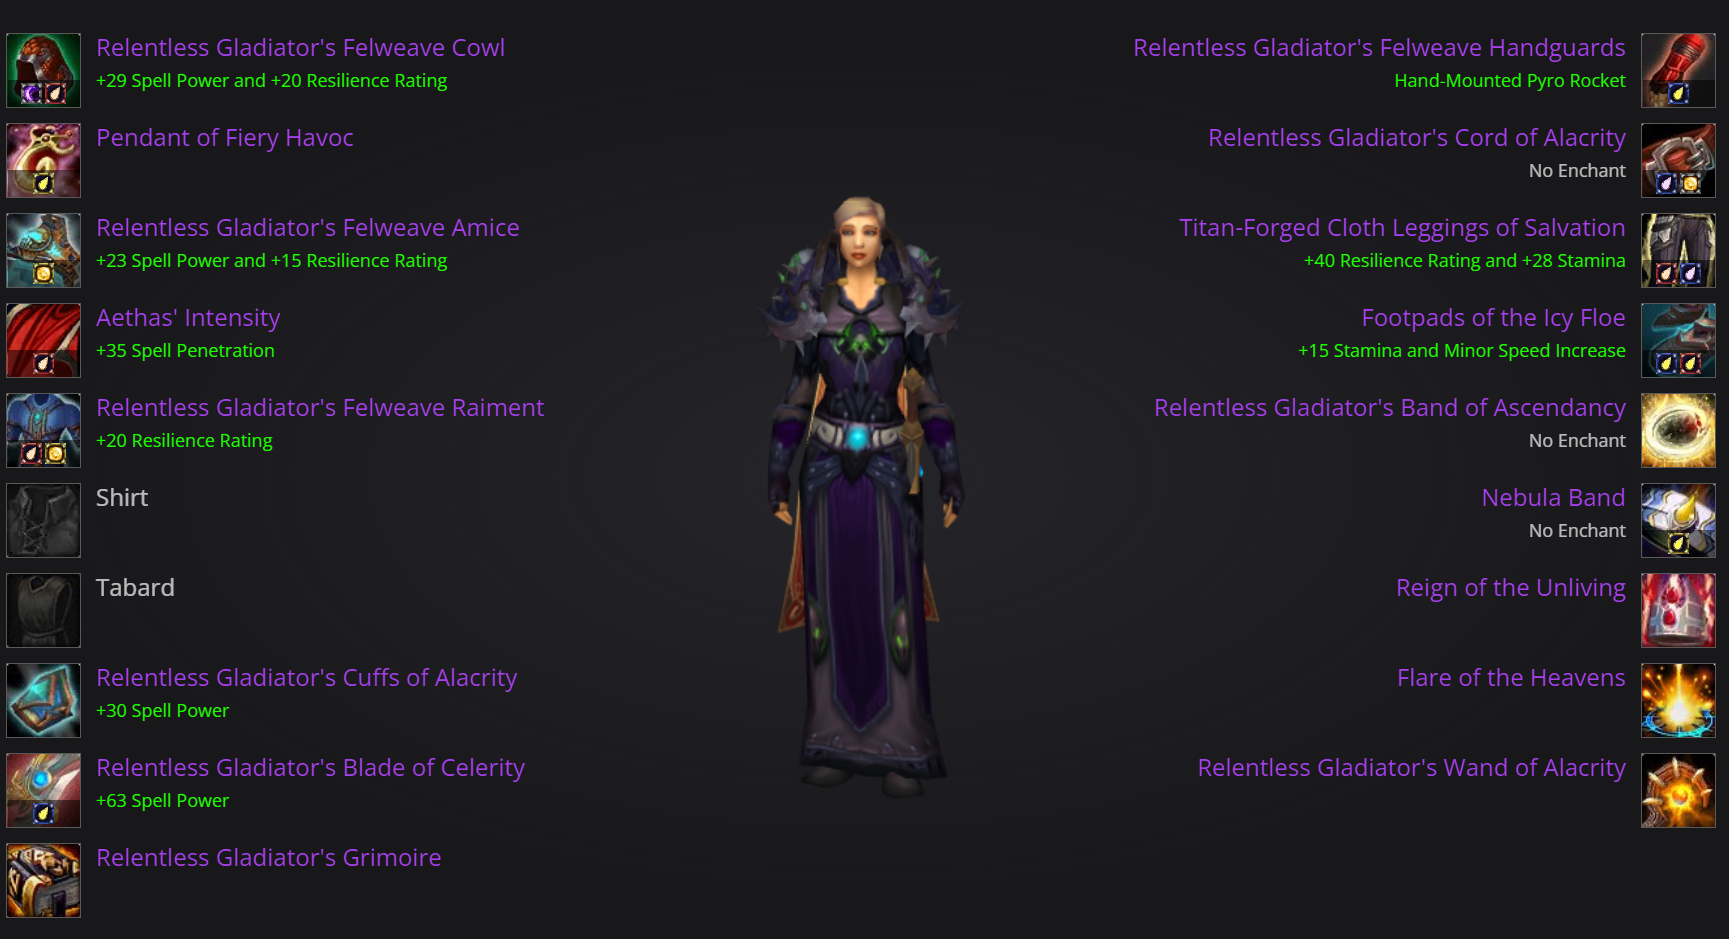 Relentless Gladiator's Felweave Cowl
+29 Spell Power and +20 Resilience Rating
Pendant of Fiery Havoc
Relentless Gladiator's Felweave Amice
+23 Spell Power and +15 Resilience Rating
Aethas' Intensity
+35 Spell Penetration
Relentless Gladiator's Felweave Raiment
+20 Resilience Rating
Shirt
Tabard
Relentless Gladiator's Cuffs of Alacrity
+30 Spell Power
Relentless Gladiator's Blade of Celerity
+63 Spell Power
Relentless Gladiator's Grimoire
Relentless Gladiator's Felweave Handguards
Hand-Mounted Pyro Rocket
Relentless Gladiator's Cord of Alacrity
No Enchant
Titan-Forged Cloth Leggings of Salvation
+40 Resilience Rating and +28 Stamina
Footpads of the Icy Floe
+15 Stamina and Minor Speed Increase
Relentless Gladiator's Band of Ascendancy
No Enchant
Nebula Band
No Enchant
Reign of the Unliving
Flare of the Heavens
Relentless Gladiator's Wand of Alacrity